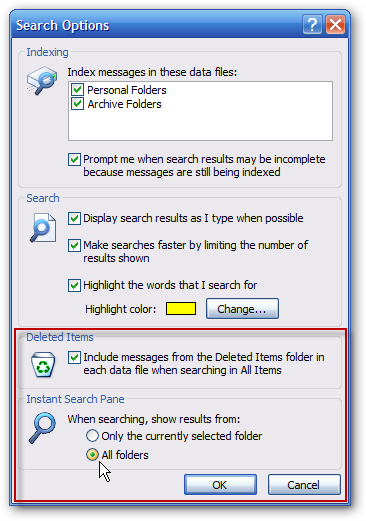 Search Options
Indexing
Index messages in these data files:
Personal Folders
Archive Folders
Prompt me when search results may be incomplete
because messages are still being indexed
Search
Display search results as I type when possible
Make searches faster by limiting the number of
results shown
Highlight the words that I search for
Highlight color:
Change...
Deleted Items
Include messages from the Deleted Items folder in
each data file when searching in All Items
Instant Search Pane
When searching, show results from:
Only the currently selected folder
All folders
OK
Cancel